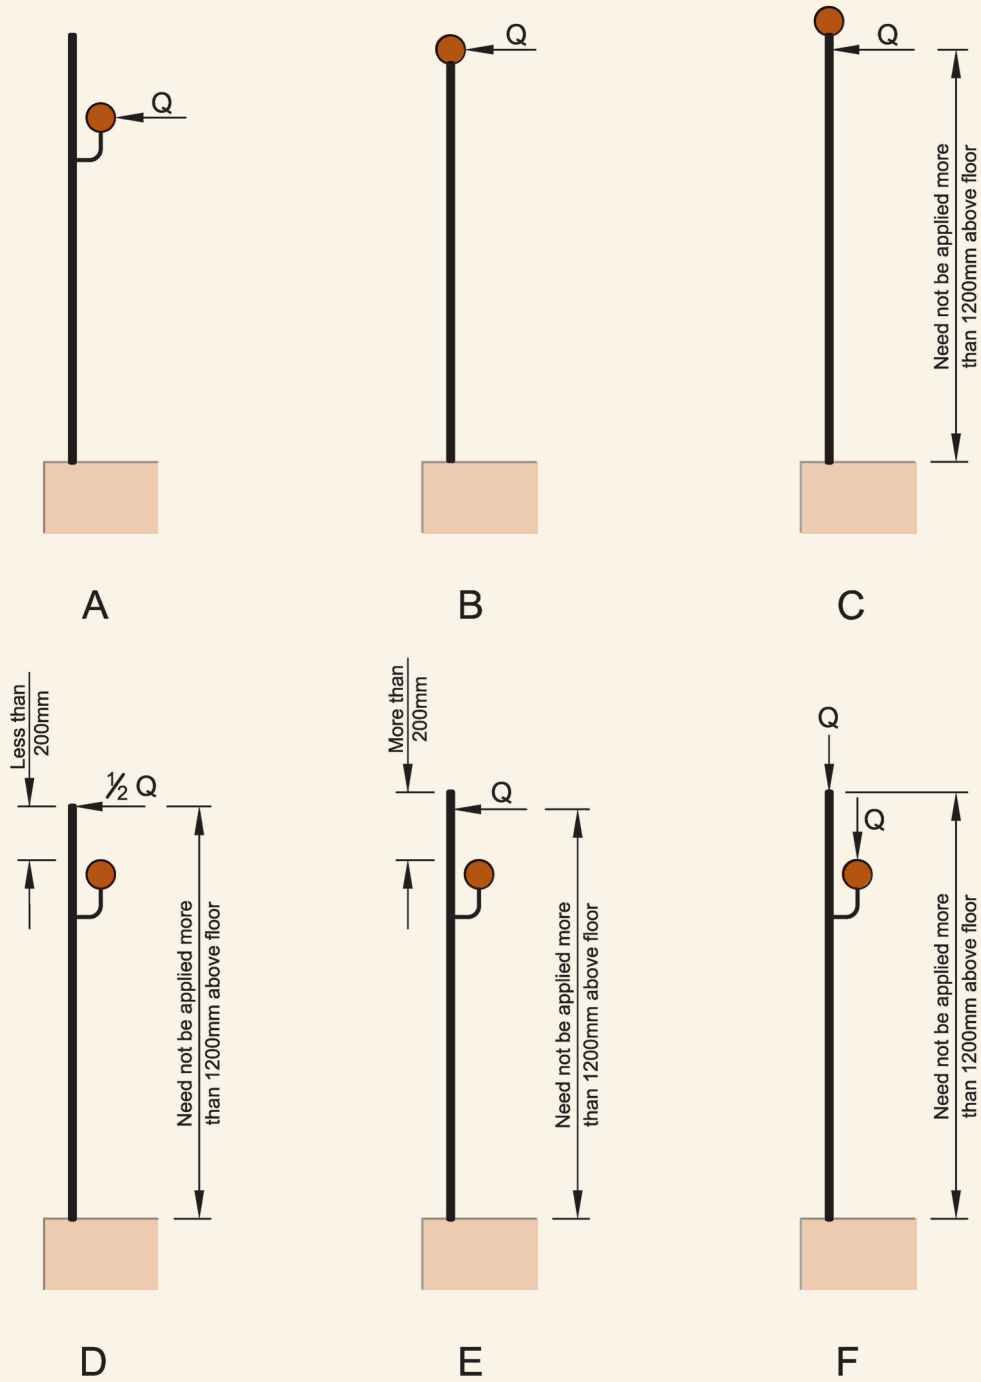 Q
Q
Q
Need not be applied more
than 1200mm above floor
A
B
C
Less than
200mm
½ Q
Need not be applied more
than 1200mm above floor
More than
200mm
Q
Need not be applied more
than 1200mm above floor
Q
Q
Need not be applied more
than 1200mm above floor
D
E
F